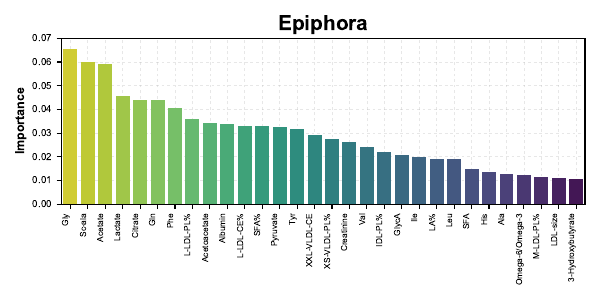 Epiphora
Importance
0.07
0.06
0.05
0.04
0.03
0.02
0.01
0.00
Gly
Acetate
Lactate
Citrate
Gln
Phe
L-LDL-PL%
Acetoacetate
Albumin
L-LDL-CE%
SFA%
Pyruvate
Tyr
XXL-VLDL-CE
XS-VLDL-PL%
Creatinine
Val
IDL-PL%
GlycA
Ile
LA%
Leu
SFA
His
Ala
Omega-6/Omega-3
M-LDL-PL%
LDL-size
3-Hydroxybutyrate